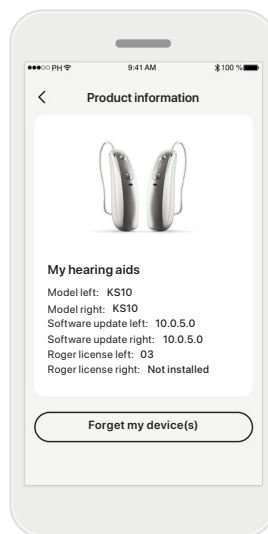 ●●●○○ PH 9:41 AM 100 %
Product information
My hearing aids
Model left: KS10
Model right: KS10
Software update left: 10.0.5.0
Software update right: 10.0.5.0
Roger license left: 03
Roger license right: Not installed
Forget my device(s)